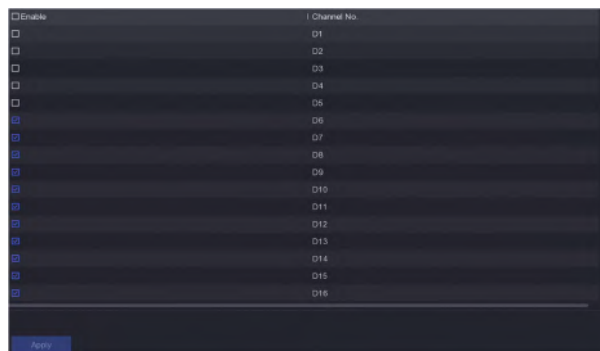 Enable Channel No.
D1
D2
D3
D4
D5
D6
D7
D8
D9
D10
D11
D12
D13
D14
D15
D16
Apply